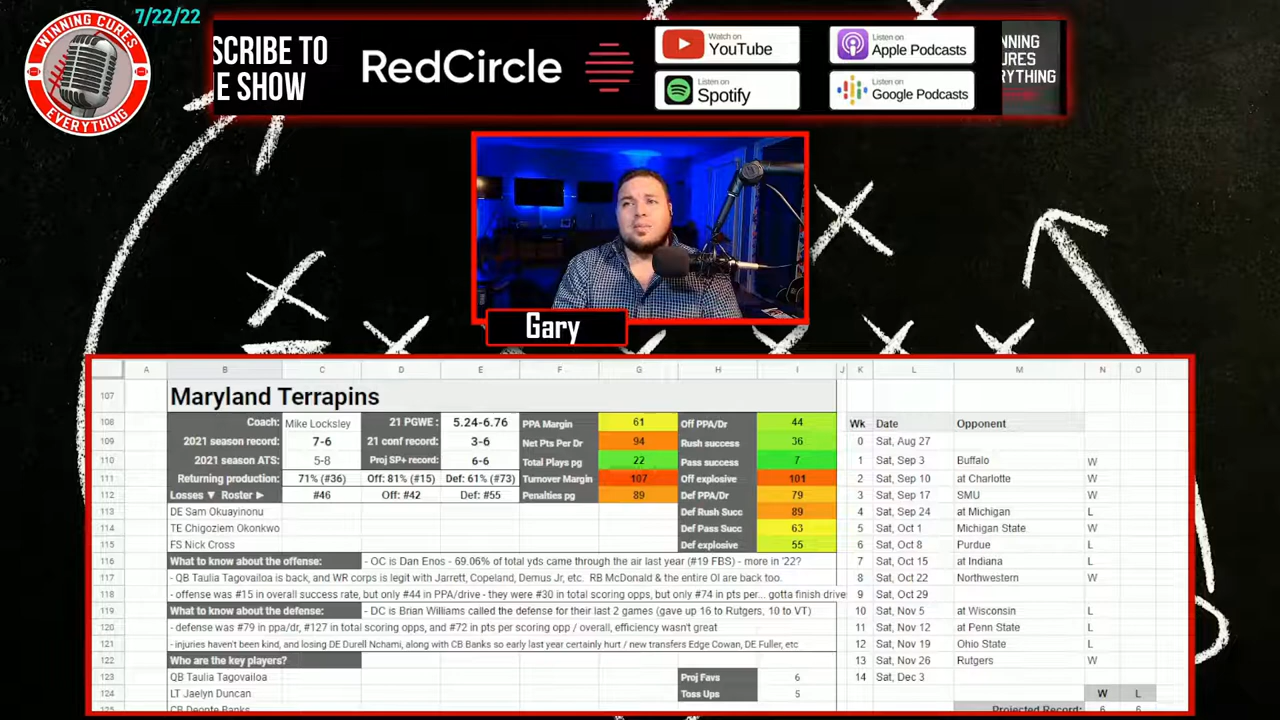 7/22/22
WINNING CURES
EVERYTHING
SCRIBE TO
E SHOW
RedCircle
Watch on
YouTube
Listen on
Spotify
Listen on
Apple Podcasts
Listen on
Google Podcasts
NNING
URES
RYTHING
Gary
A B C D E F G H I J K L M N O
107 Maryland Terrapins
108 Coach: Mike Locksley 21 PGWE: 5.24-6.76 PPA Margin 61 Off PPA/Dr 44 Wk Date Opponent
109 2021 season record: 7-6 21 conf record: 3-6 Net Pts Per Dr 94 Rush success 36 0 Sat, Aug 27
110 2021 season ATS: 5-8 Proj SP+ record: 6-6 Total Plays pg 22 Pass success 7 1 Sat, Sep 3 Buffalo W
111 Returning production: 71% (#36) Off: 81% (#15) Def: 61% (#73) Turnover Margin 107 Off explosive 101 2 Sat, Sep 10 at Charlotte W
112 Losses ▼ Roster ► #46 Off: #42 Def: #55 Penalties pg 89 Def PPA/Dr 79 3 Sat, Sep 17 SMU W
113 DE Sam Okuayinonu Def Rush Succ 89 4 Sat, Sep 24 at Michigan L
114 TE Chigoziem Okonkwo Def Pass Succ 63 5 Sat, Oct 1 Michigan State W
115 FS Nick Cross Def explosive 55 6 Sat, Oct 8 Purdue L
116 What to know about the offense? - OC is Dan Enos - 69.06% of total yds came through the air last year (#19 FBS) - more in '22? 7 Sat, Oct 15 at Indiana L
117 - QB Taulia Tagovailoa is back, and WR corps is legit with Jarrett, Copeland, Demus Jr, etc. RB McDonald & the entire Ol are back too. 8 Sat, Oct 22 Northwestern W
118 - offense was #15 in overall success rate, but only #44 in PPA/drive - they were #30 in total scoring opps, but only #74 in pts per... gotta finish drive 9 Sat, Oct 29
119 What to know about the defense? - DC is Brian Williams called the defense for their last 2 games (gave up 16 to Rutgers, 10 to VT) 10 Sat, Nov 5 at Wisconsin L
120 - defense was #79 in ppa/dr, #127 in total scoring opps, and #72 in pts per scoring opp / overall, efficiency wasn't great 11 Sat, Nov 12 at Penn State L
121 - injuries haven't been kind, and losing DE Durell Nchami, along with CB Banks so early last year certainly hurt / new transfers Edge Cowan, DE Fuller, etc 12 Sat, Nov 19 Ohio State L
122 Who are the key players? 13 Sat, Nov 26 Rutgers W
123 QB Taulia Tagovailoa Proj Favs 6 14 Sat, Dec 3
124 LT Jaelyn Duncan Toss Ups 5 W L
125 CB Deonte Banks Projected Record: 6 6